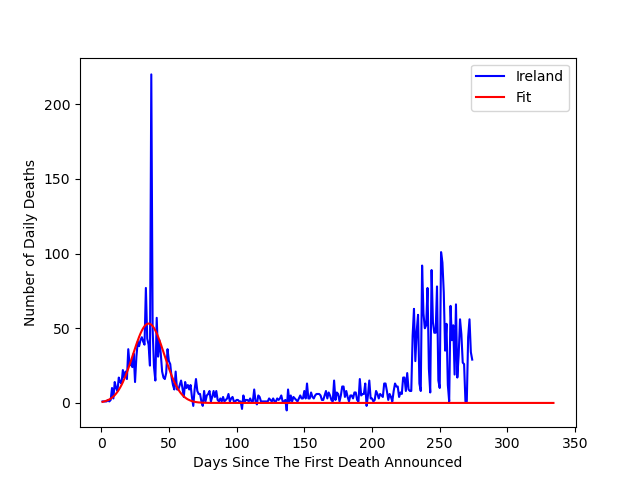 Ireland
Fit
200
150
100
50
0
0 50 100 150 200 250 300 350
Number of Daily Deaths
Days Since The First Death Announced